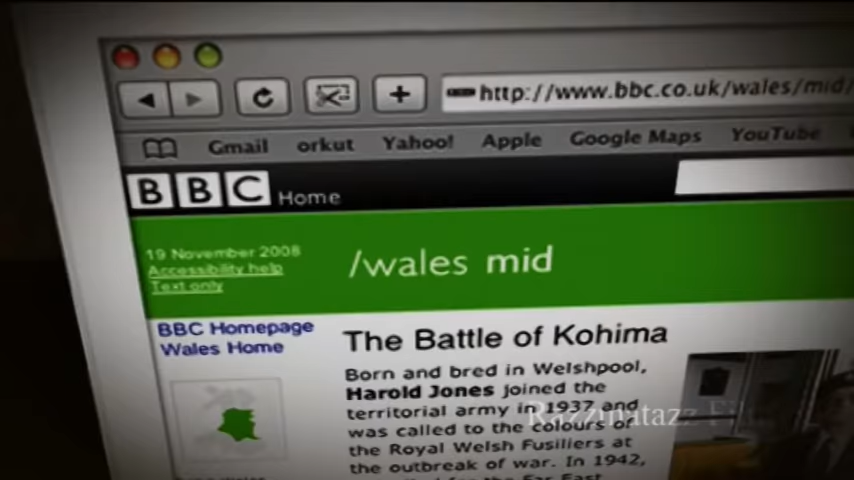 http://www.bbc.co.uk/wales/mid/
Gmail orkut Yahoo! Apple Google Maps YouTube
BBC Home
19 November 2008
Accessibility help
Text only
/wales mid
BBC Homepage
Wales Home
The Battle of Kohima
Born and bred in Welshpool,
Harold Jones joined the
territorial army in 1937 and
was called to the colours of
the Royal Welsh Fusiliers at
the outbreak of war. In 1942,
Razzmatazz